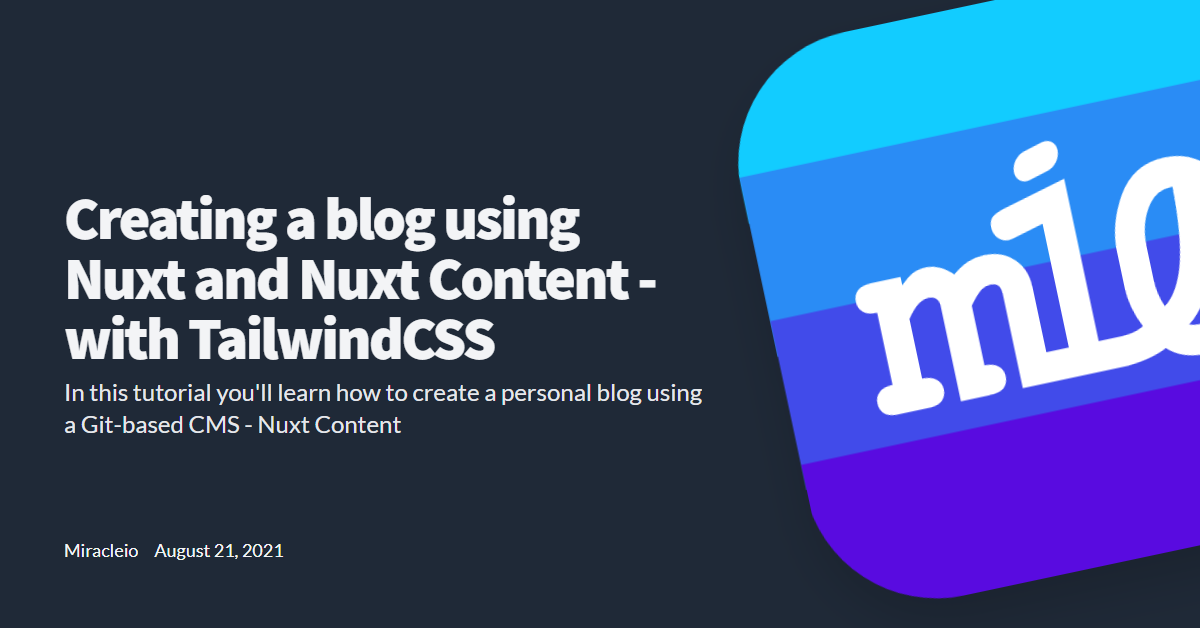 Creating a blog using
Nuxt and Nuxt Content -
with TailwindCSS
In this tutorial you'll learn how to create a personal blog using
a Git-based CMS - Nuxt Content
Miracleio August 21, 2021